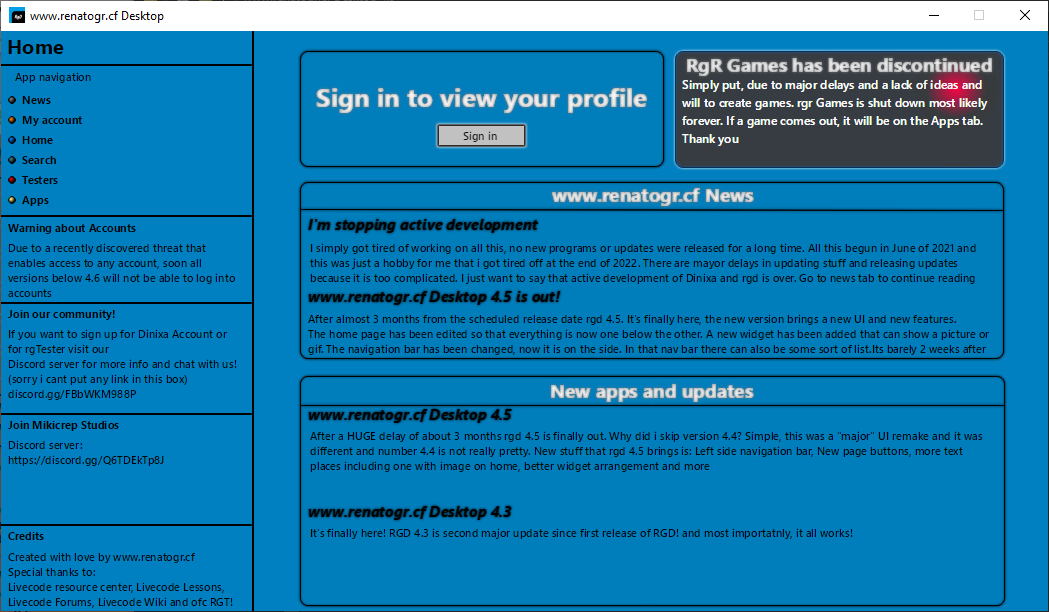 www.renatogr.cf Desktop
Home
App navigation
News
My account
Home
Search
Testers
Apps
Warning about Accounts
Due to a recently discovered threat that
enables access to any account, soon all
versions below 4.6 will not be able to log into
accounts
Join our community!
If you want to sign up for Dinixa Account or
for rgTester visit our
Discord server for more info and chat with us!
(sorry i cant put any link in this box)
discord.gg/FBbWKM988P
Join Mikicrep Studios
Discord server:
https://discord.gg/Q6TDEkTp8J
Credits
Created with love by www.renatogr.cf
Special thanks to:
Livecode resource center, Livecode Lessons,
Livecode Forums, Livecode Wiki and ofc RGT!
Sign in to view your profile
Sign in
RgR Games has been discontinued
Simply put, due to major delays and a lack of ideas and
will to create games. rgr Games is shut down most likely
forever. If a game comes out, it will be on the Apps tab.
Thank you
www.renatogr.cf News
I'm stopping active development
I simply got tired of working on all this, no new programs or updates were released for a long time. All this begun in June of 2021 and
this was just a hobby for me that i got tired off at the end of 2022. There are mayor delays in updating stuff and releasing updates
because it is too complicated. I just want to say that active development of Dinixa and rgd is over. Go to news tab to continue reading
www.renatogr.cf Desktop 4.5 is out!
After almost 3 months from the scheduled release date rgd 4.5. It's finally here, the new version brings a new UI and new features.
The home page has been edited so that everything is now one below the other. A new widget has been added that can show a picture or
gif. The navigation bar has been changed, now it is on the side. In that nav bar there can also be some sort of list.Its barely 2 weeks after
New apps and updates
www.renatogr.cf Desktop 4.5
After a HUGE delay of about 3 months rgd 4.5 is finally out. Why did i skip version 4.4? Simple, this was a "major" UI remake and it was
different and number 4.4 is not really pretty. New stuff that rgd 4.5 brings is: Left side navigation bar, New page buttons, more text
places including one with image on home, better widget arrangement and more
www.renatogr.cf Desktop 4.3
It's finally here! RGD 4.3 is second major update since first release of RGD! and most importatnly, it all works!